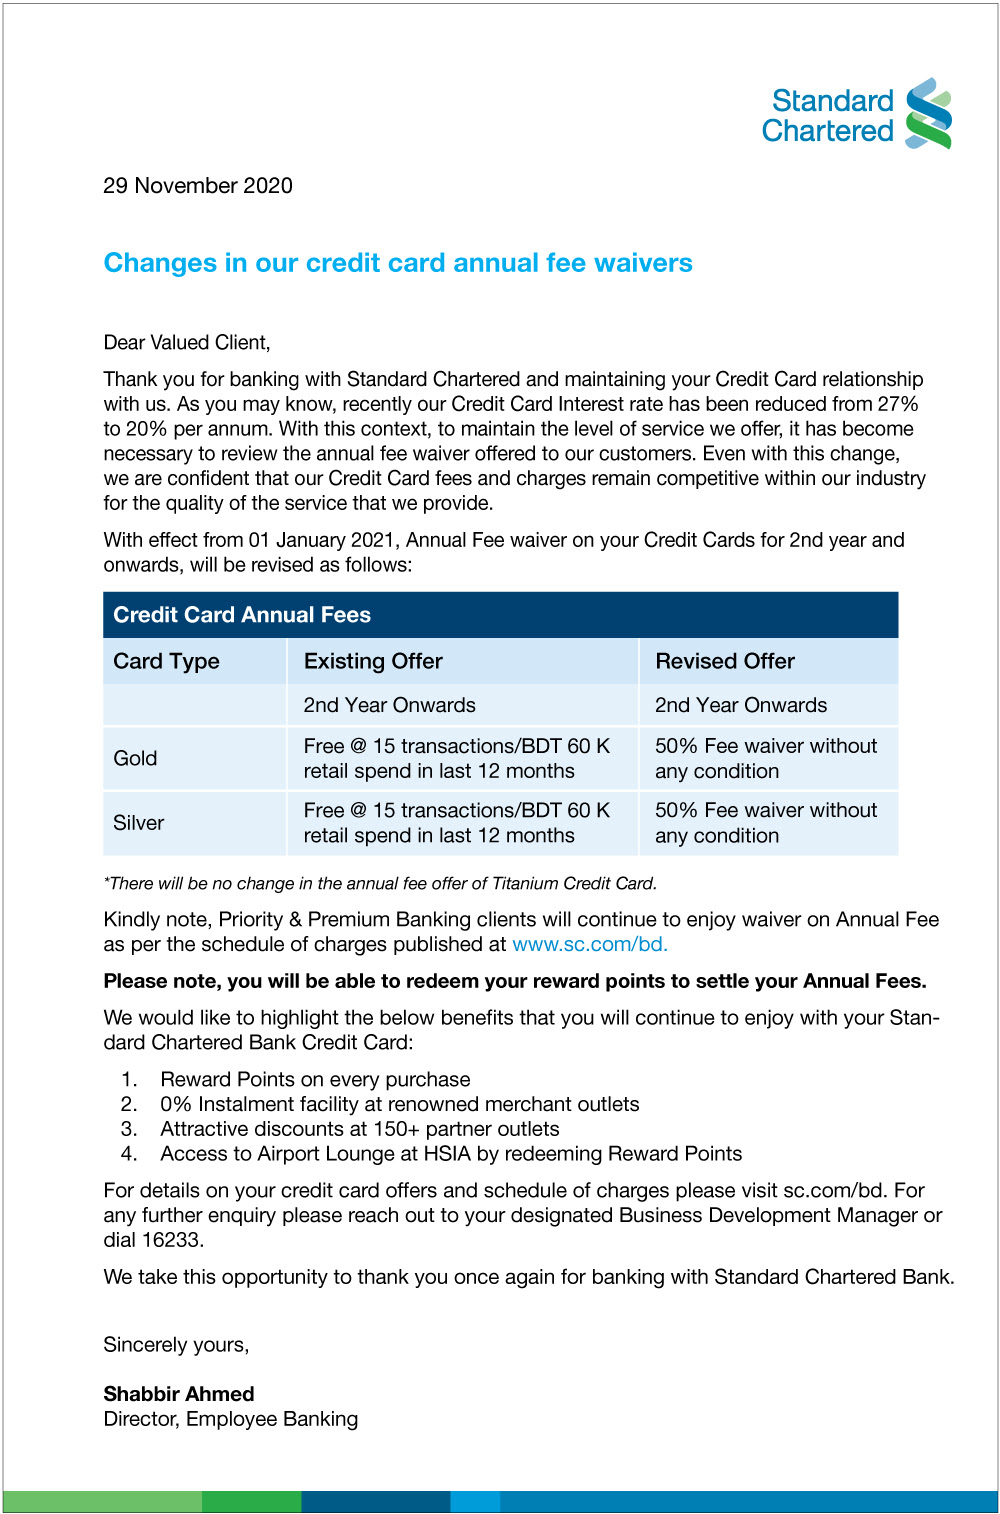 Standard
Chartered
29 November 2020
Changes in our credit card annual fee waivers
Dear Valued Client,
Thank you for banking with Standard Chartered and maintaining your Credit Card relationship
with us. As you may know, recently our Credit Card Interest rate has been reduced from 27%
to 20% per annum. With this context, to maintain the level of service we offer, it has become
necessary to review the annual fee waiver offered to our customers. Even with this change,
we are confident that our Credit Card fees and charges remain competitive within our industry
for the quality of the service that we provide.
With effect from 01 January 2021, Annual Fee waiver on your Credit Cards for 2nd year and
onwards, will be revised as follows:
Credit Card Annual Fees
Card Type Existing Offer Revised Offer
2nd Year Onwards 2nd Year Onwards
Gold
Free @ 15 transactions/BDT 60 K
retail spend in last 12 months
50% Fee waiver without
any condition
Silver
Free @ 15 transactions/BDT 60 K
retail spend in last 12 months
50% Fee waiver without
any condition
*There will be no change in the annual fee offer of Titanium Credit Card.
Kindly note, Priority & Premium Banking clients will continue to enjoy waiver on Annual Fee
as per the schedule of charges published at www.sc.com/bd.
Please note, you will be able to redeem your reward points to settle your Annual Fees.
We would like to highlight the below benefits that you will continue to enjoy with your Stan-
dard Chartered Bank Credit Card:
1. Reward Points on every purchase
2. 0% Instalment facility at renowned merchant outlets
3. Attractive discounts at 150+ partner outlets
4. Access to Airport Lounge at HSIA by redeeming Reward Points
For details on your credit card offers and schedule of charges please visit sc.com/bd. For
any further enquiry please reach out to your designated Business Development Manager or
dial 16233.
We take this opportunity to thank you once again for banking with Standard Chartered Bank.
Sincerely yours,
Shabbir Ahmed
Director, Employee Banking